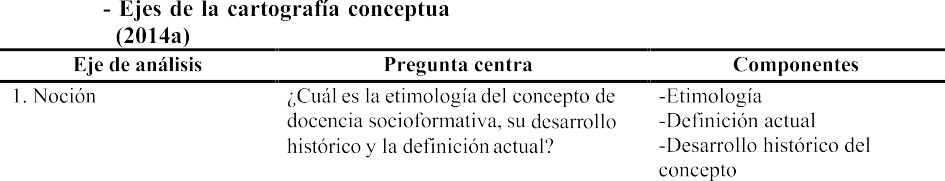 - Ejes de la cartografía conceptua
(2014a)
Eje de análisis Pregunta centra Componentes
1. Noción ¿Cuál es la etimología del concepto de -Etimología
docencia socioformativa, su desarrollo -Definición actual
histórico y la definición actual? -Desarrollo histórico del
concepto